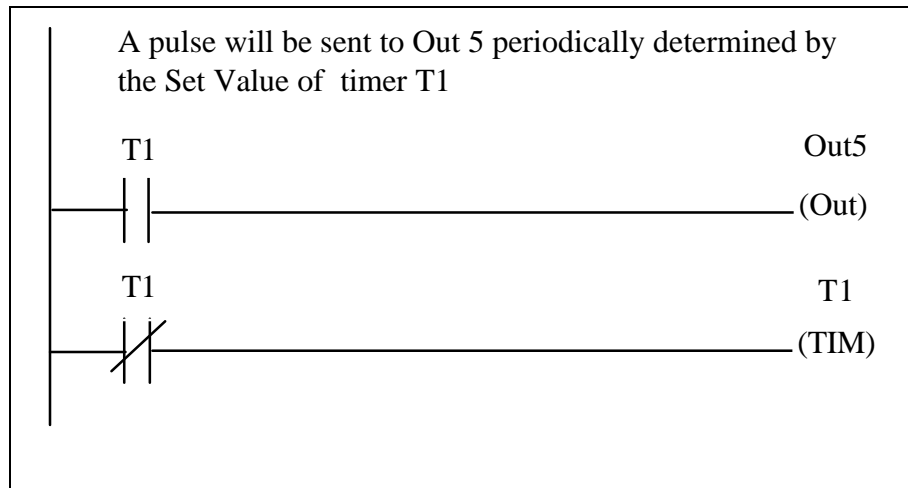 A pulse will be sent to Out 5 periodically determined by
the Set Value of timer T1
T1 Out5
(Out)
T1 T1
(TIM)